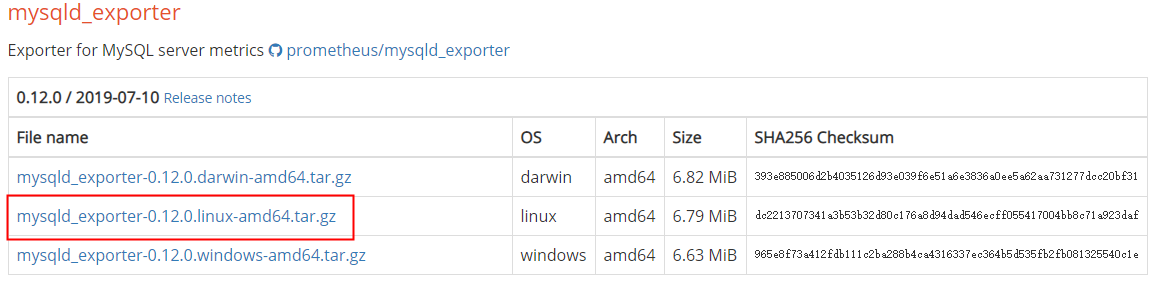 mysqld_exporter
Exporter for MySQL server metrics prometheus/mysqld_exporter
0.12.0 / 2019-07-10 Release notes
File name OS Arch Size SHA256 Checksum
mysqld_exporter-0.12.0.darwin-amd64.tar.gz darwin amd64 6.82 MiB 393e885006d2b4035126d93e039f6e51a6e3836a0ee5a62aa731277dcc20bf31
mysqld_exporter-0.12.0.linux-amd64.tar.gz linux amd64 6.79 MiB dc2213707341a3b53b32d80c176a8d94dad546ecff055417004bb8c71a923daf
mysqld_exporter-0.12.0.windows-amd64.tar.gz windows amd64 6.63 MiB 965e8f73a412fdb111c2ba288b4ca4316337ec364b5d535fb2fb081325540c1e